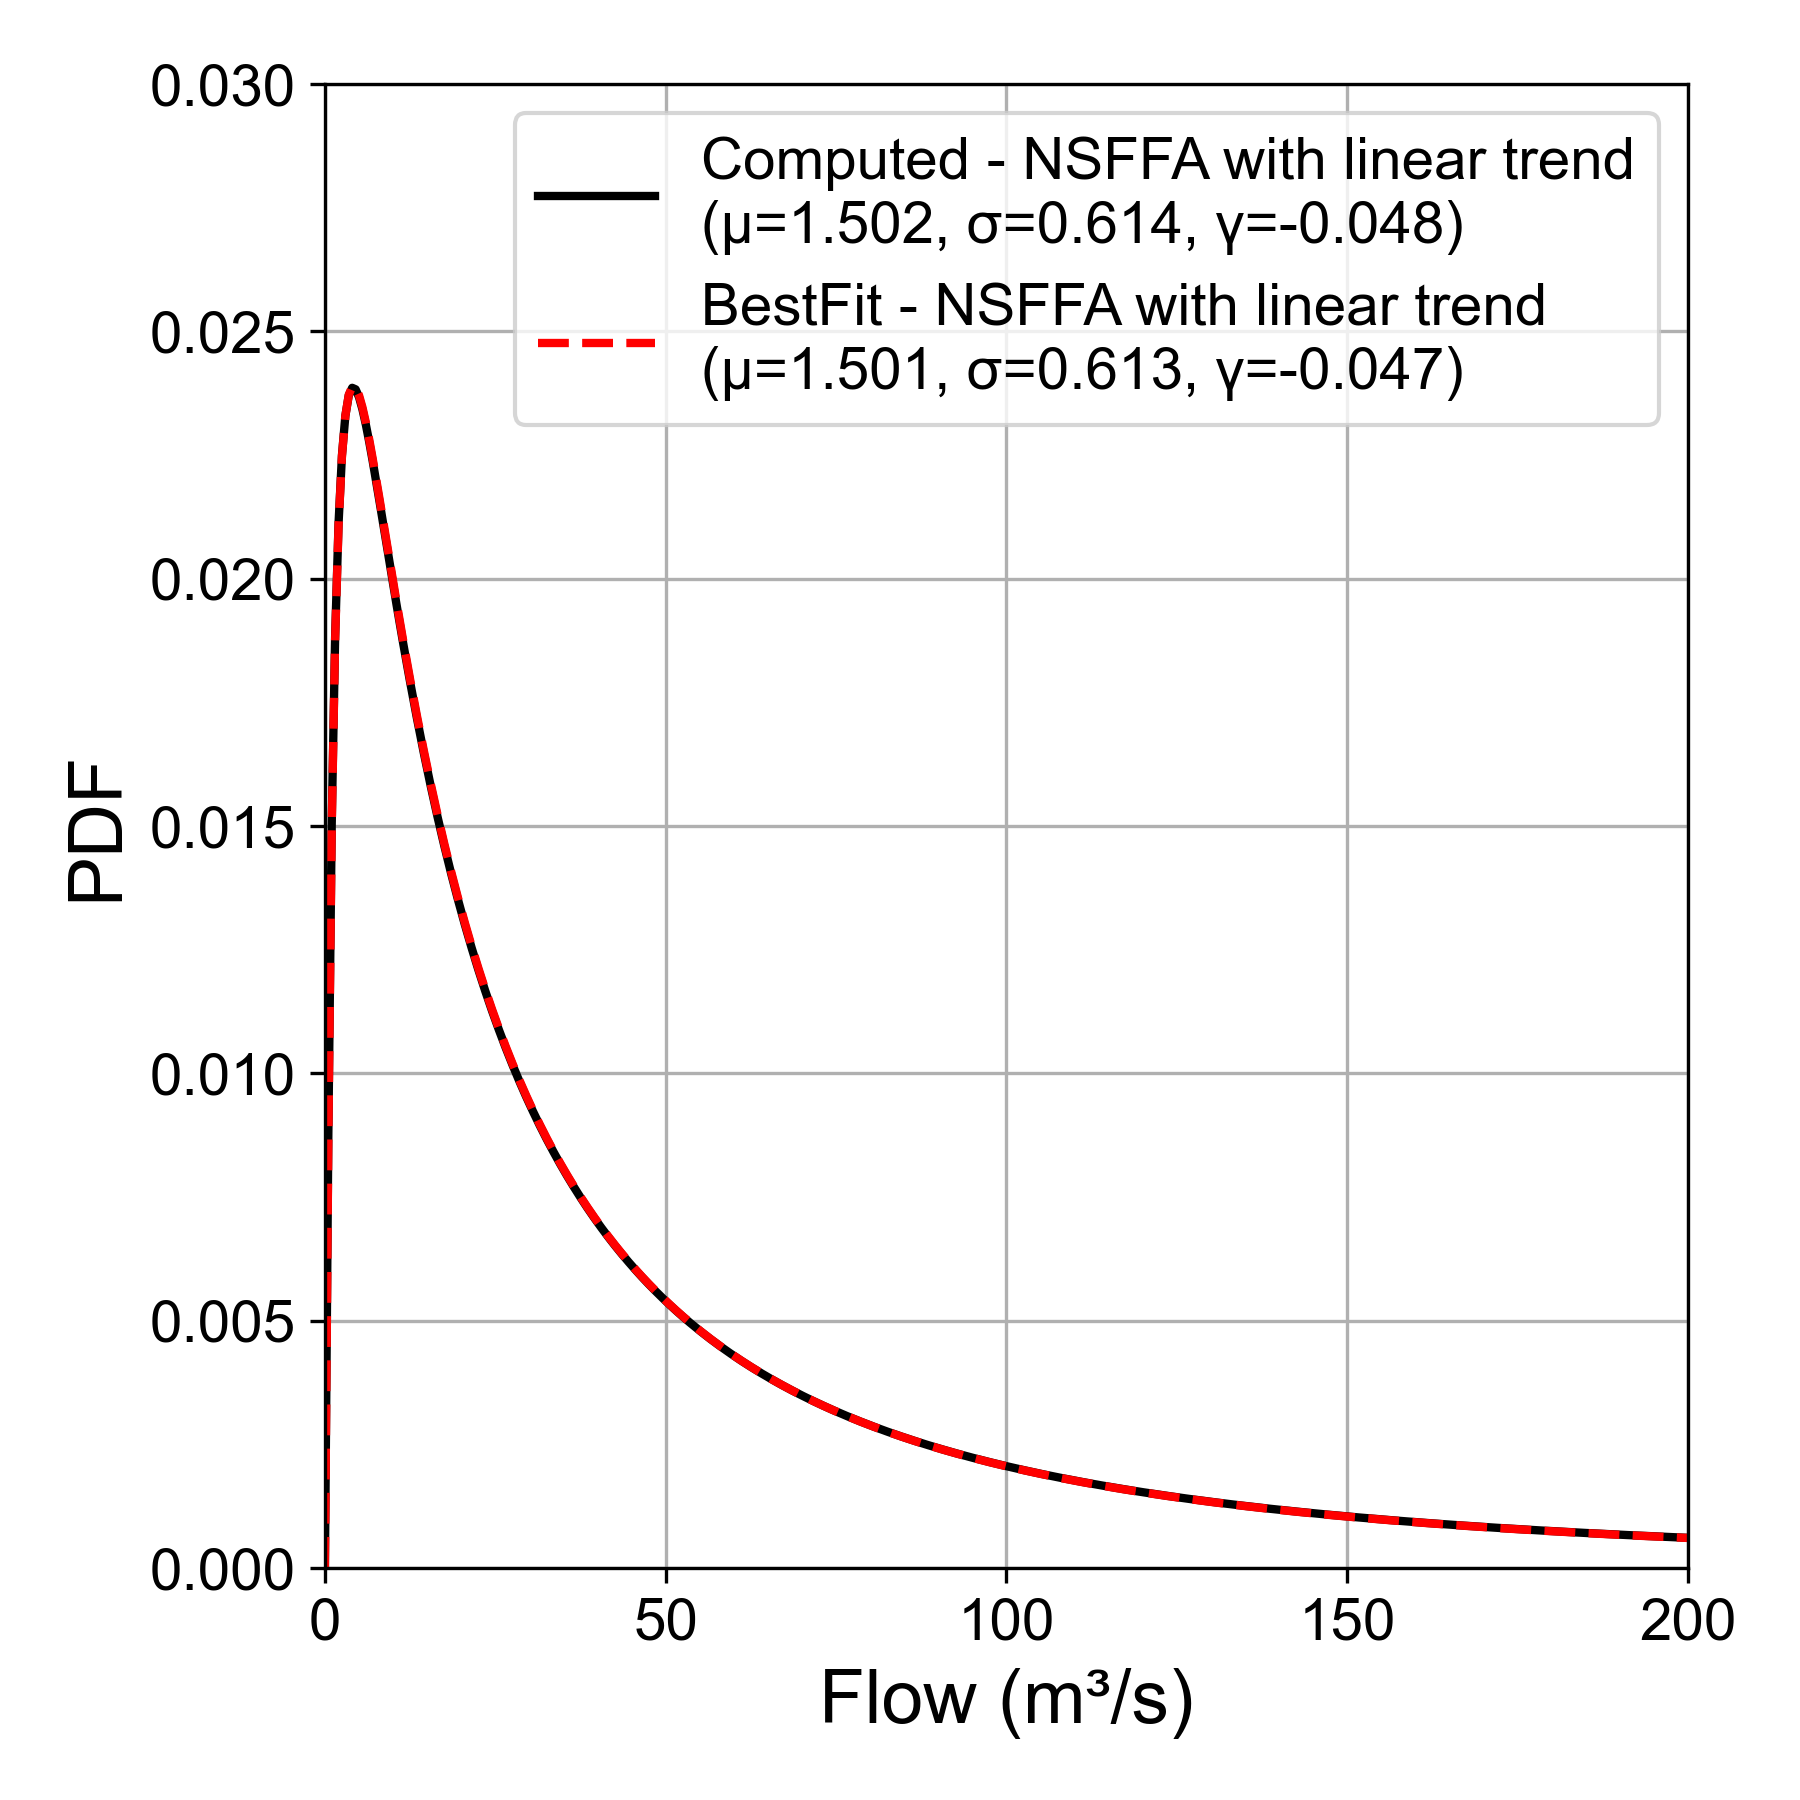 Computed - NSFFA with linear trend
(μ=1.502, σ=0.614, γ=-0.048)
BestFit - NSFFA with linear trend
(μ=1.501, σ=0.613, γ=-0.047)
0.030
0.025
0.020
0.015
0.010
0.005
0.000
PDF
0 50 100 150 200
Flow (m³/s)